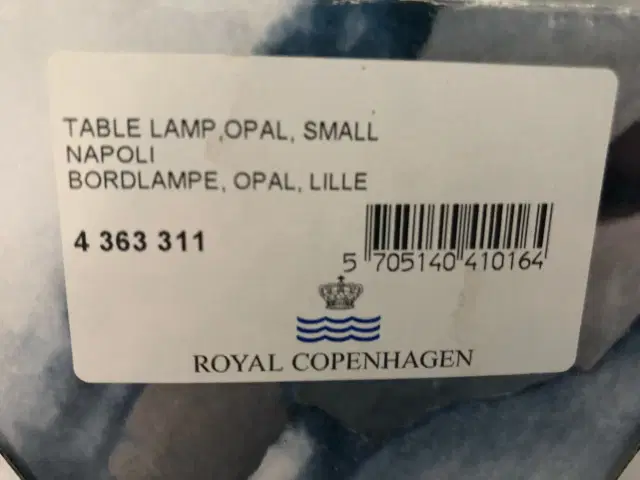 TABLE LAMP,OPAL, SMALL
NAPOLI
BORDLAMPE, OPAL, LILLE
4 363 311
5 705140 410164
ROYAL COPENHAGEN